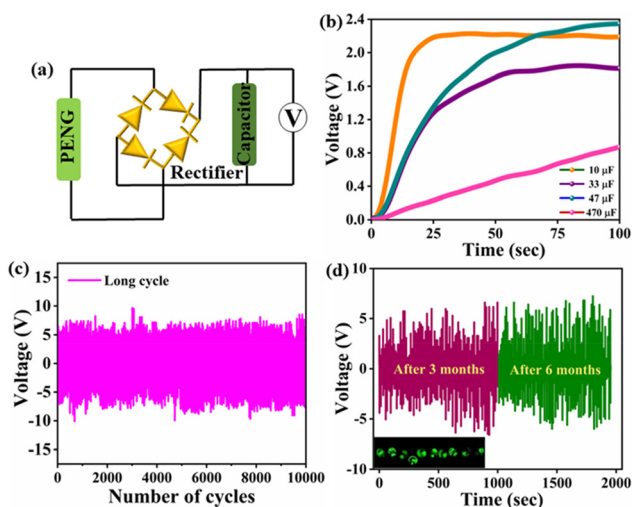 (a)
PENG
Rectifier
Capacitor
V
(b)
Voltage (V)
2.4
2.0
1.6
1.2
0.8
0.4
0.0
10 μF
33 μF
47 μF
470 μF
0 25 50 75 100
Time (sec)
(c)
Voltage (V)
15
10
5
0
-5
-10
-15
Long cycle
0 2000 4000 6000 8000 10000
Number of cycles
(d)
Voltage (V)
10
5
0
-5
-10
After 3 months
After 6 months
0 500 1000 1500 2000
Time (sec)